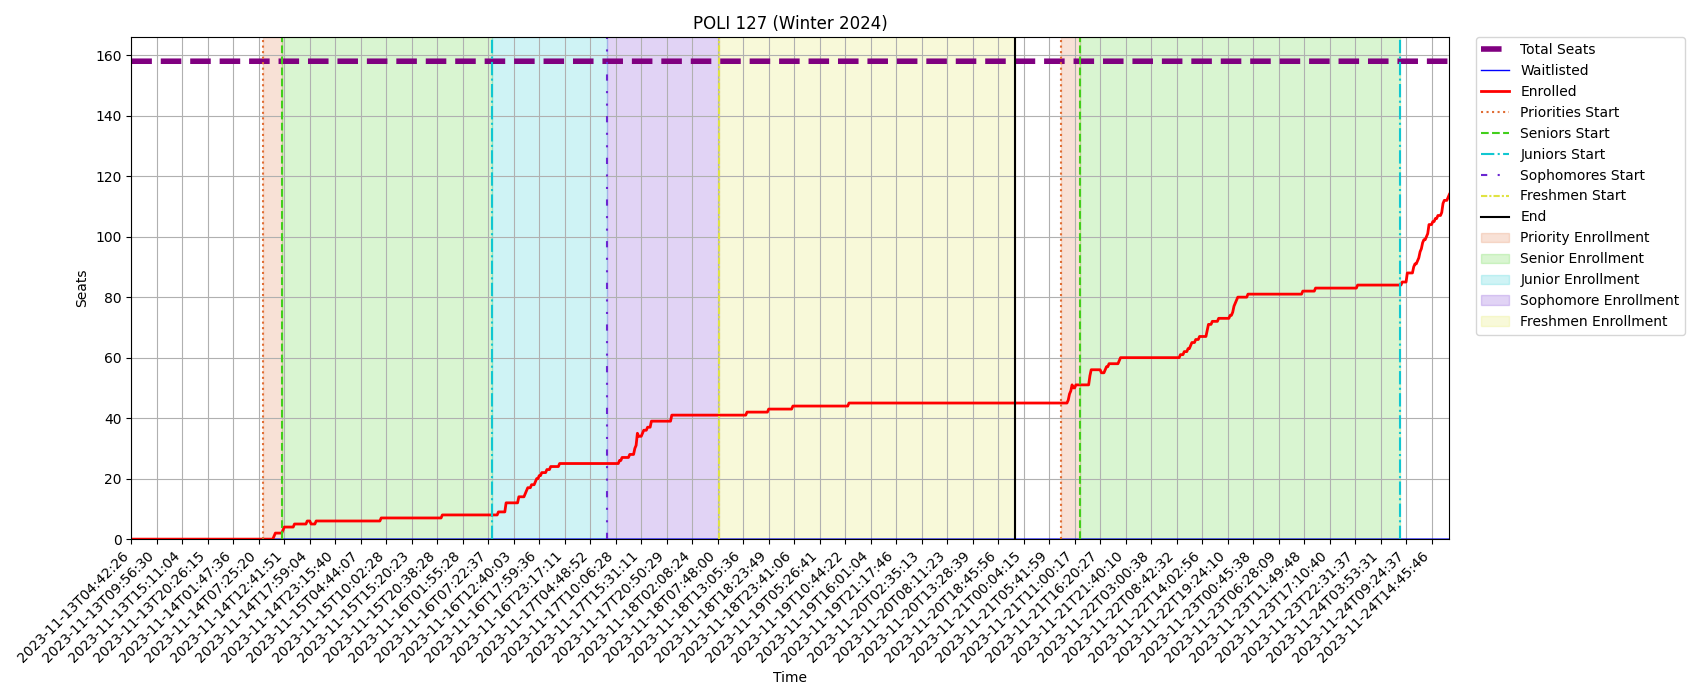 POLI 127 (Winter 2024)
160
140
120
100
80
60
40
20
0
Seats
2023-11-13T04:42:26
2023-11-13T09:56:30
2023-11-13T15:11:04
2023-11-13T20:26:15
2023-11-14T01:47:36
2023-11-14T07:25:20
2023-11-14T12:41:51
2023-11-14T17:59:04
2023-11-14T23:15:40
2023-11-15T04:44:07
2023-11-15T10:02:28
2023-11-15T15:20:23
2023-11-15T20:38:28
2023-11-16T01:55:28
2023-11-16T07:22:37
2023-11-16T12:40:03
2023-11-16T17:59:36
2023-11-16T23:17:11
2023-11-17T04:48:52
2023-11-17T10:06:28
2023-11-17T15:31:11
2023-11-17T20:50:29
2023-11-18T02:08:24
2023-11-18T07:48:00
2023-11-18T13:05:36
2023-11-18T18:23:49
2023-11-18T23:41:06
2023-11-19T05:26:41
2023-11-19T10:44:22
2023-11-19T16:01:04
2023-11-19T21:17:46
2023-11-20T02:35:13
2023-11-20T08:11:23
2023-11-20T13:28:39
2023-11-20T18:45:56
2023-11-21T00:04:15
2023-11-21T05:41:59
2023-11-21T11:00:17
2023-11-21T16:20:27
2023-11-21T21:40:10
2023-11-22T03:00:38
2023-11-22T08:42:32
2023-11-22T14:02:56
2023-11-22T19:24:10
2023-11-23T00:45:38
2023-11-23T06:28:09
2023-11-23T11:49:48
2023-11-23T17:10:40
2023-11-23T22:31:37
2023-11-24T03:53:31
2023-11-24T09:24:37
2023-11-24T14:45:46
Time
Total Seats
Waitlisted
Enrolled
Priorities Start
Seniors Start
Juniors Start
Sophomores Start
Freshmen Start
End
Priority Enrollment
Senior Enrollment
Junior Enrollment
Sophomore Enrollment
Freshmen Enrollment